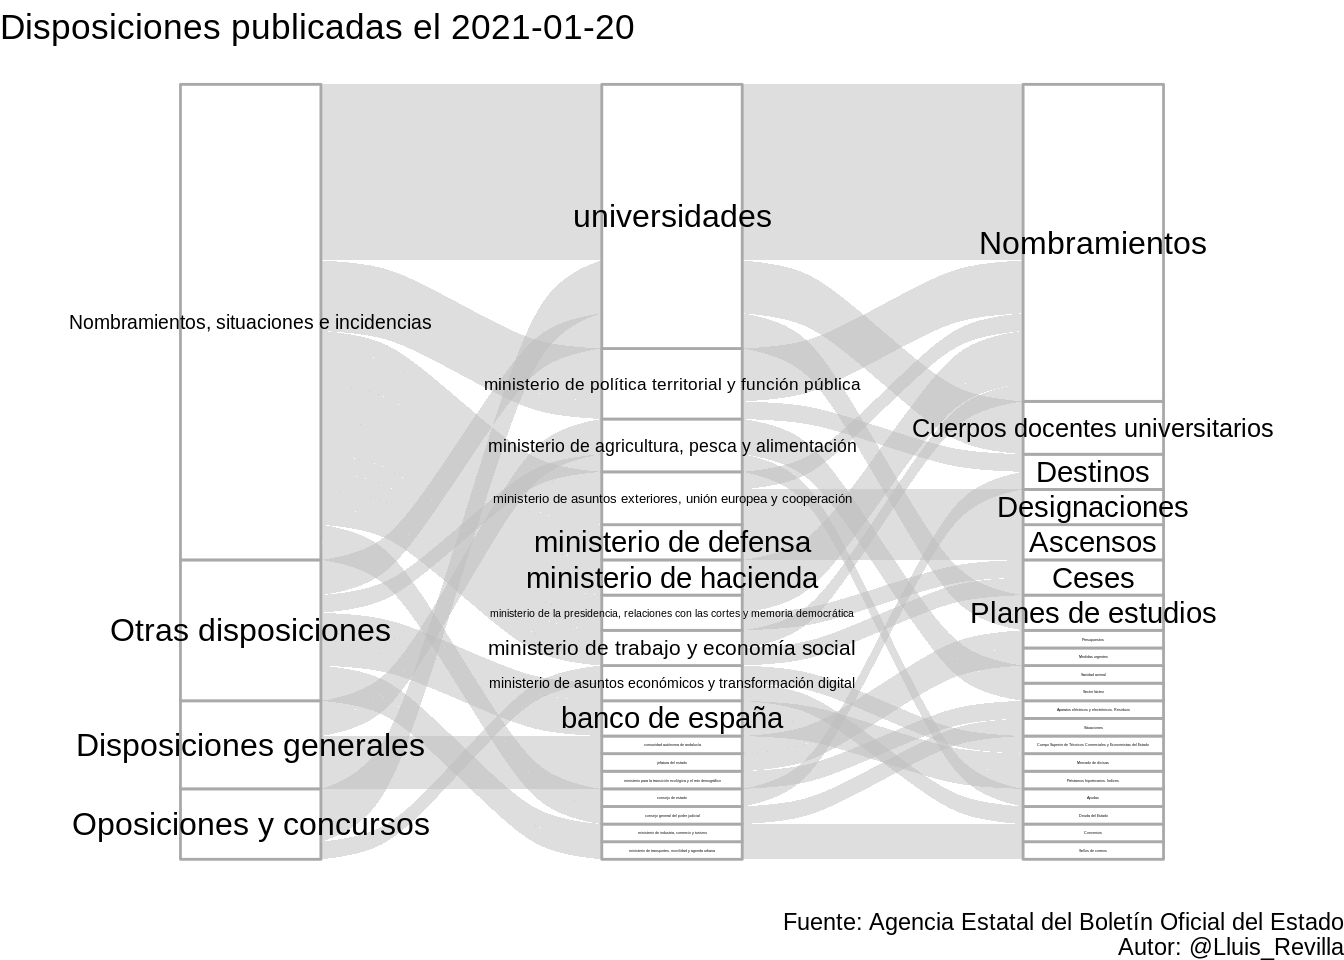 Disposiciones publicadas el 2021-01-20
Nombramientos, situaciones e incidencias
Otras disposiciones
Disposiciones generales
Oposiciones y concursos
universidades
ministerio de política territorial y función pública
ministerio de agricultura, pesca y alimentación
ministerio de asuntos exteriores, unión europea y cooperación
ministerio de defensa
ministerio de hacienda
ministerio de la presidencia, relaciones con las cortes y memoria democrática
ministerio de trabajo y economía social
ministerio de asuntos económicos y transformación digital
banco de españa
comunidad autónoma de andalucía
jefatura del estado
ministerio para la transición ecológica y el reto demográfico
consejo de estado
consejo general del poder judicial
ministerio de industria, comercio y turismo
ministerio de transportes, movilidad y agenda urbana
Nombramientos
Cuerpos docentes universitarios
Destinos
Designaciones
Ascensos
Ceses
Planes de estudios
Presupuestos
Medidas urgentes
Sanidad animal
Sector lácteo
Aparatos eléctricos y electrónicos. Residuos
Situaciones
Cuerpo Superior de Técnicos Comerciales y Economistas del Estado
Mercado de divisas
Préstamos hipotecarios. Índices
Ayudas
Deuda del Estado
Convenios
Sellos de correos
Fuente: Agencia Estatal del Boletín Oficial del Estado
Autor: @Lluis_Revilla